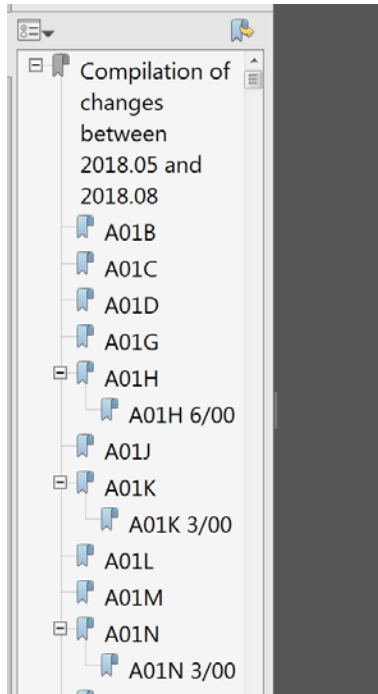 Compilation of
changes
between
2018.05 and
2018.08
A01B
A01C
A01D
A01G
A01H
A01H 6/00
A01J
A01K
A01K 3/00
A01L
A01M
A01N
A01N 3/00